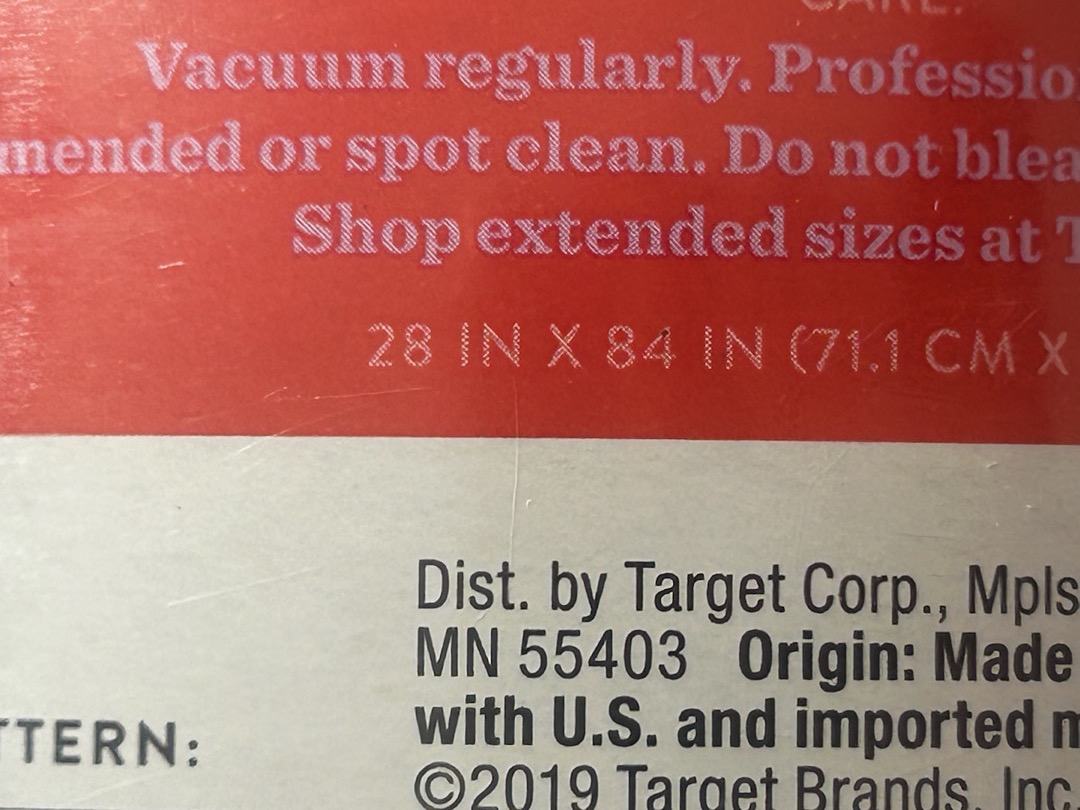 CARE:
Vacuum regularly. Professio
mended or spot clean. Do not blea
Shop extended sizes at T
28 IN X 84 IN (71.1 CM X
Dist. by Target Corp., Mpls
MN 55403 Origin: Made
with U.S. and imported m
TTERN:
©2019 Target Brands, Inc